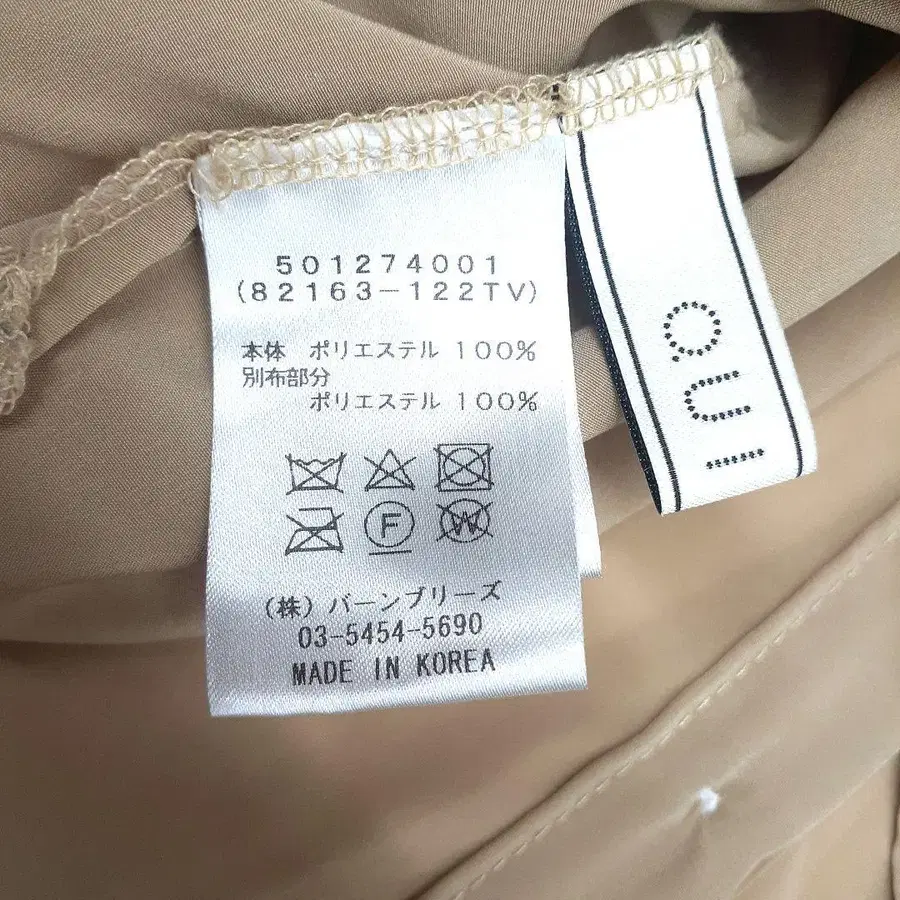 501274001
(82163-122TV)
本体 ポリエステル 100%
別布部分
ポリエステル 100%
F
W
(株) バーンブリーズ
03-5454-5690
MADE IN KOREA
QUI